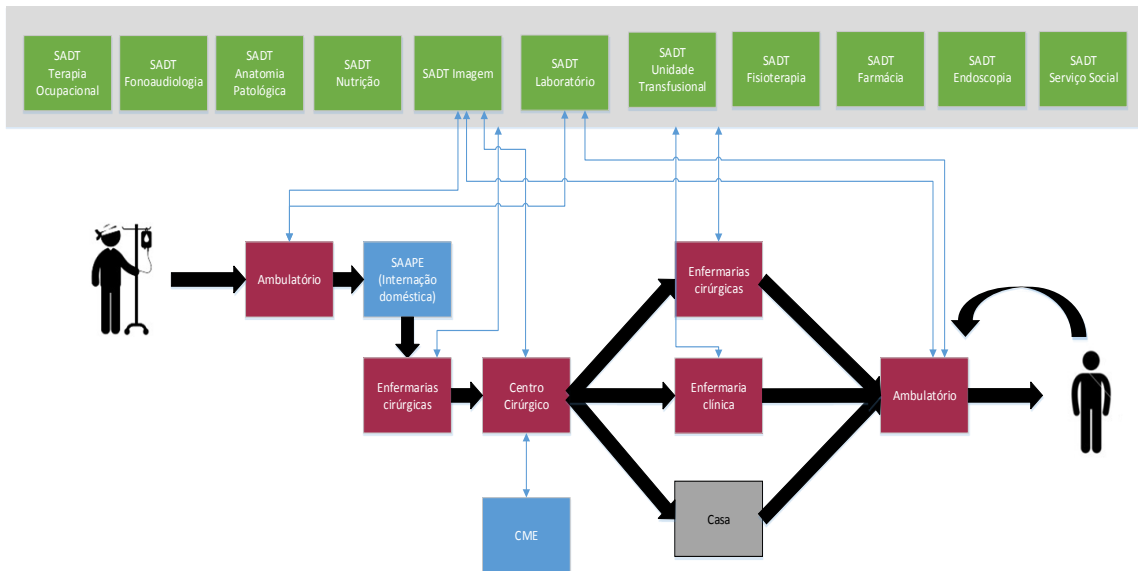 SADT
Terapia
Ocupacional
SADT
Fonoaudiologia
SADT
Anatomia
Patológica
SADT
Nutrição
SADT Imagem
SADT
Laboratório
SADT
Unidade
Transfusional
SADT
Fisioterapia
SADT
Farmácia
SADT
Endoscopia
SADT
Serviço Social
Ambulatório
SAAPE
(Internação
doméstica)
Enfermarias
cirúrgicas
Enfermarias
cirúrgicas
Centro
Cirúrgico
Enfermaria
clínica
Ambulatório
CME
Casa